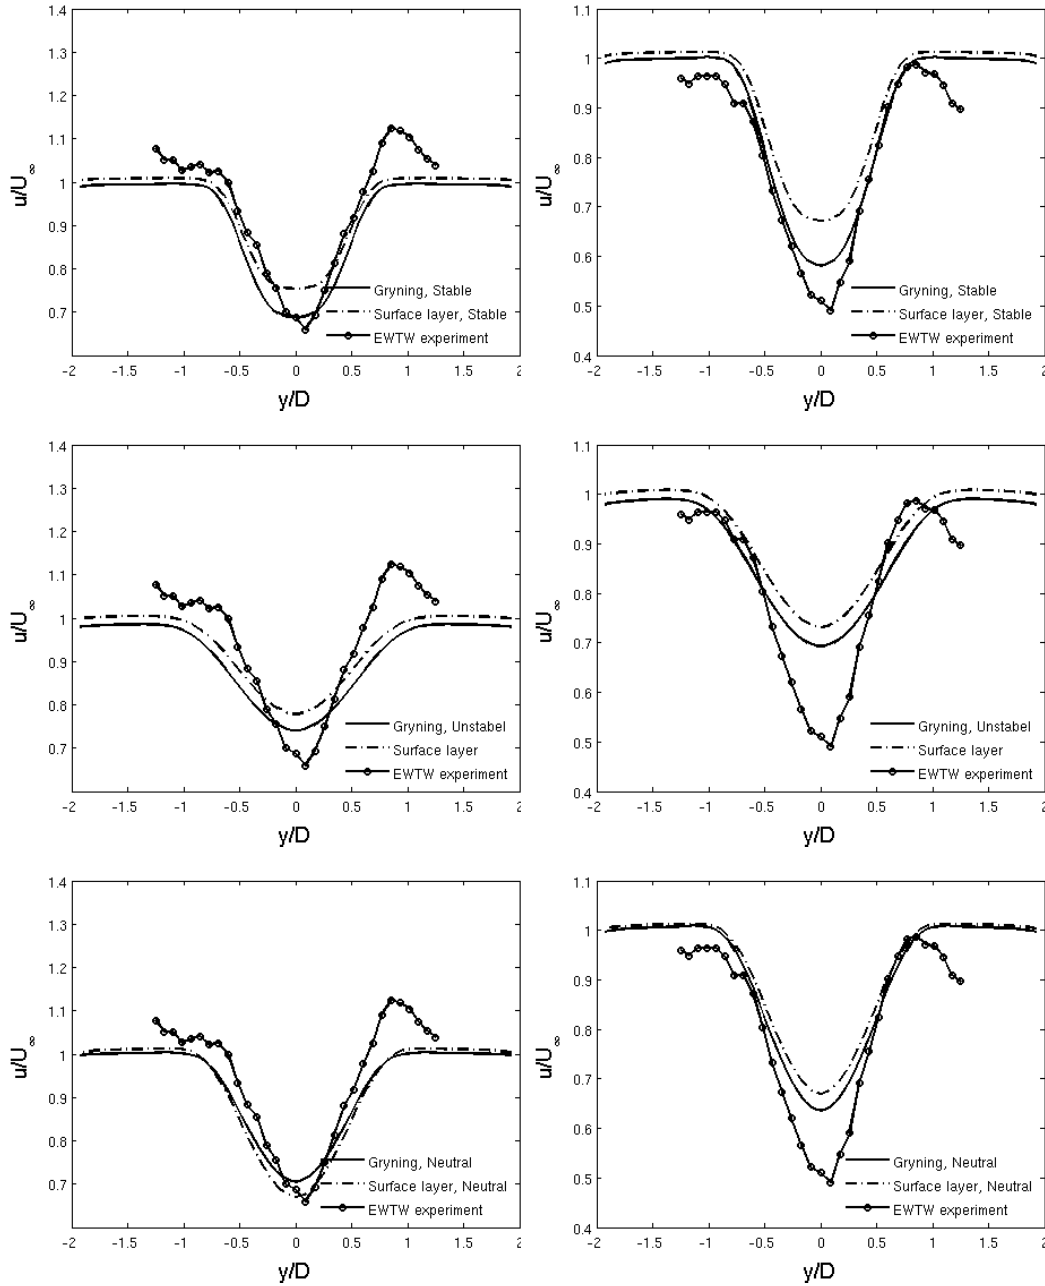 1.4
1.3
1.2
1.1
1
0.9
0.8
0.7
u/U∞
-2 -1.5 -1 -0.5 0 0.5 1 1.5 2
y/D
Gryning, Stable
Surface layer, Stable
EWTW experiment
1.1
1
0.9
0.8
0.7
0.6
0.5
0.4
u/U∞
-2 -1.5 -1 -0.5 0 0.5 1 1.5 2
y/D
Gryning, Stable
Surface layer, Stable
EWTW experiment
1.4
1.3
1.2
1.1
1
0.9
0.8
0.7
u/U∞
-2 -1.5 -1 -0.5 0 0.5 1 1.5 2
y/D
Gryning, Unstabel
Surface layer
EWTW experiment
1.1
1
0.9
0.8
0.7
0.6
0.5
0.4
u/U∞
-2 -1.5 -1 -0.5 0 0.5 1 1.5 2
y/D
Gryning, Unstabel
Surface layer
EWTW experiment
1.4
1.3
1.2
1.1
1
0.9
0.8
0.7
u/U∞
-2 -1.5 -1 -0.5 0 0.5 1 1.5 2
y/D
Gryning, Neutral
Surface layer, Neutral
EWTW experiment
1.1
1
0.9
0.8
0.7
0.6
0.5
0.4
u/U∞
-2 -1.5 -1 -0.5 0 0.5 1 1.5 2
y/D
Gryning, Neutral
Surface layer, Neutral
EWTW experiment